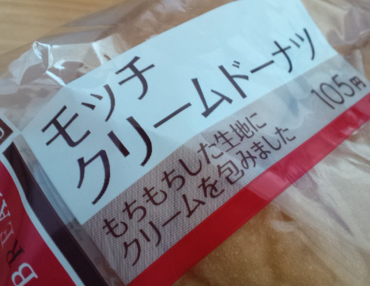 モッチ
クリームドーナツ
もちもちした生地に
クリームを包みました
105円